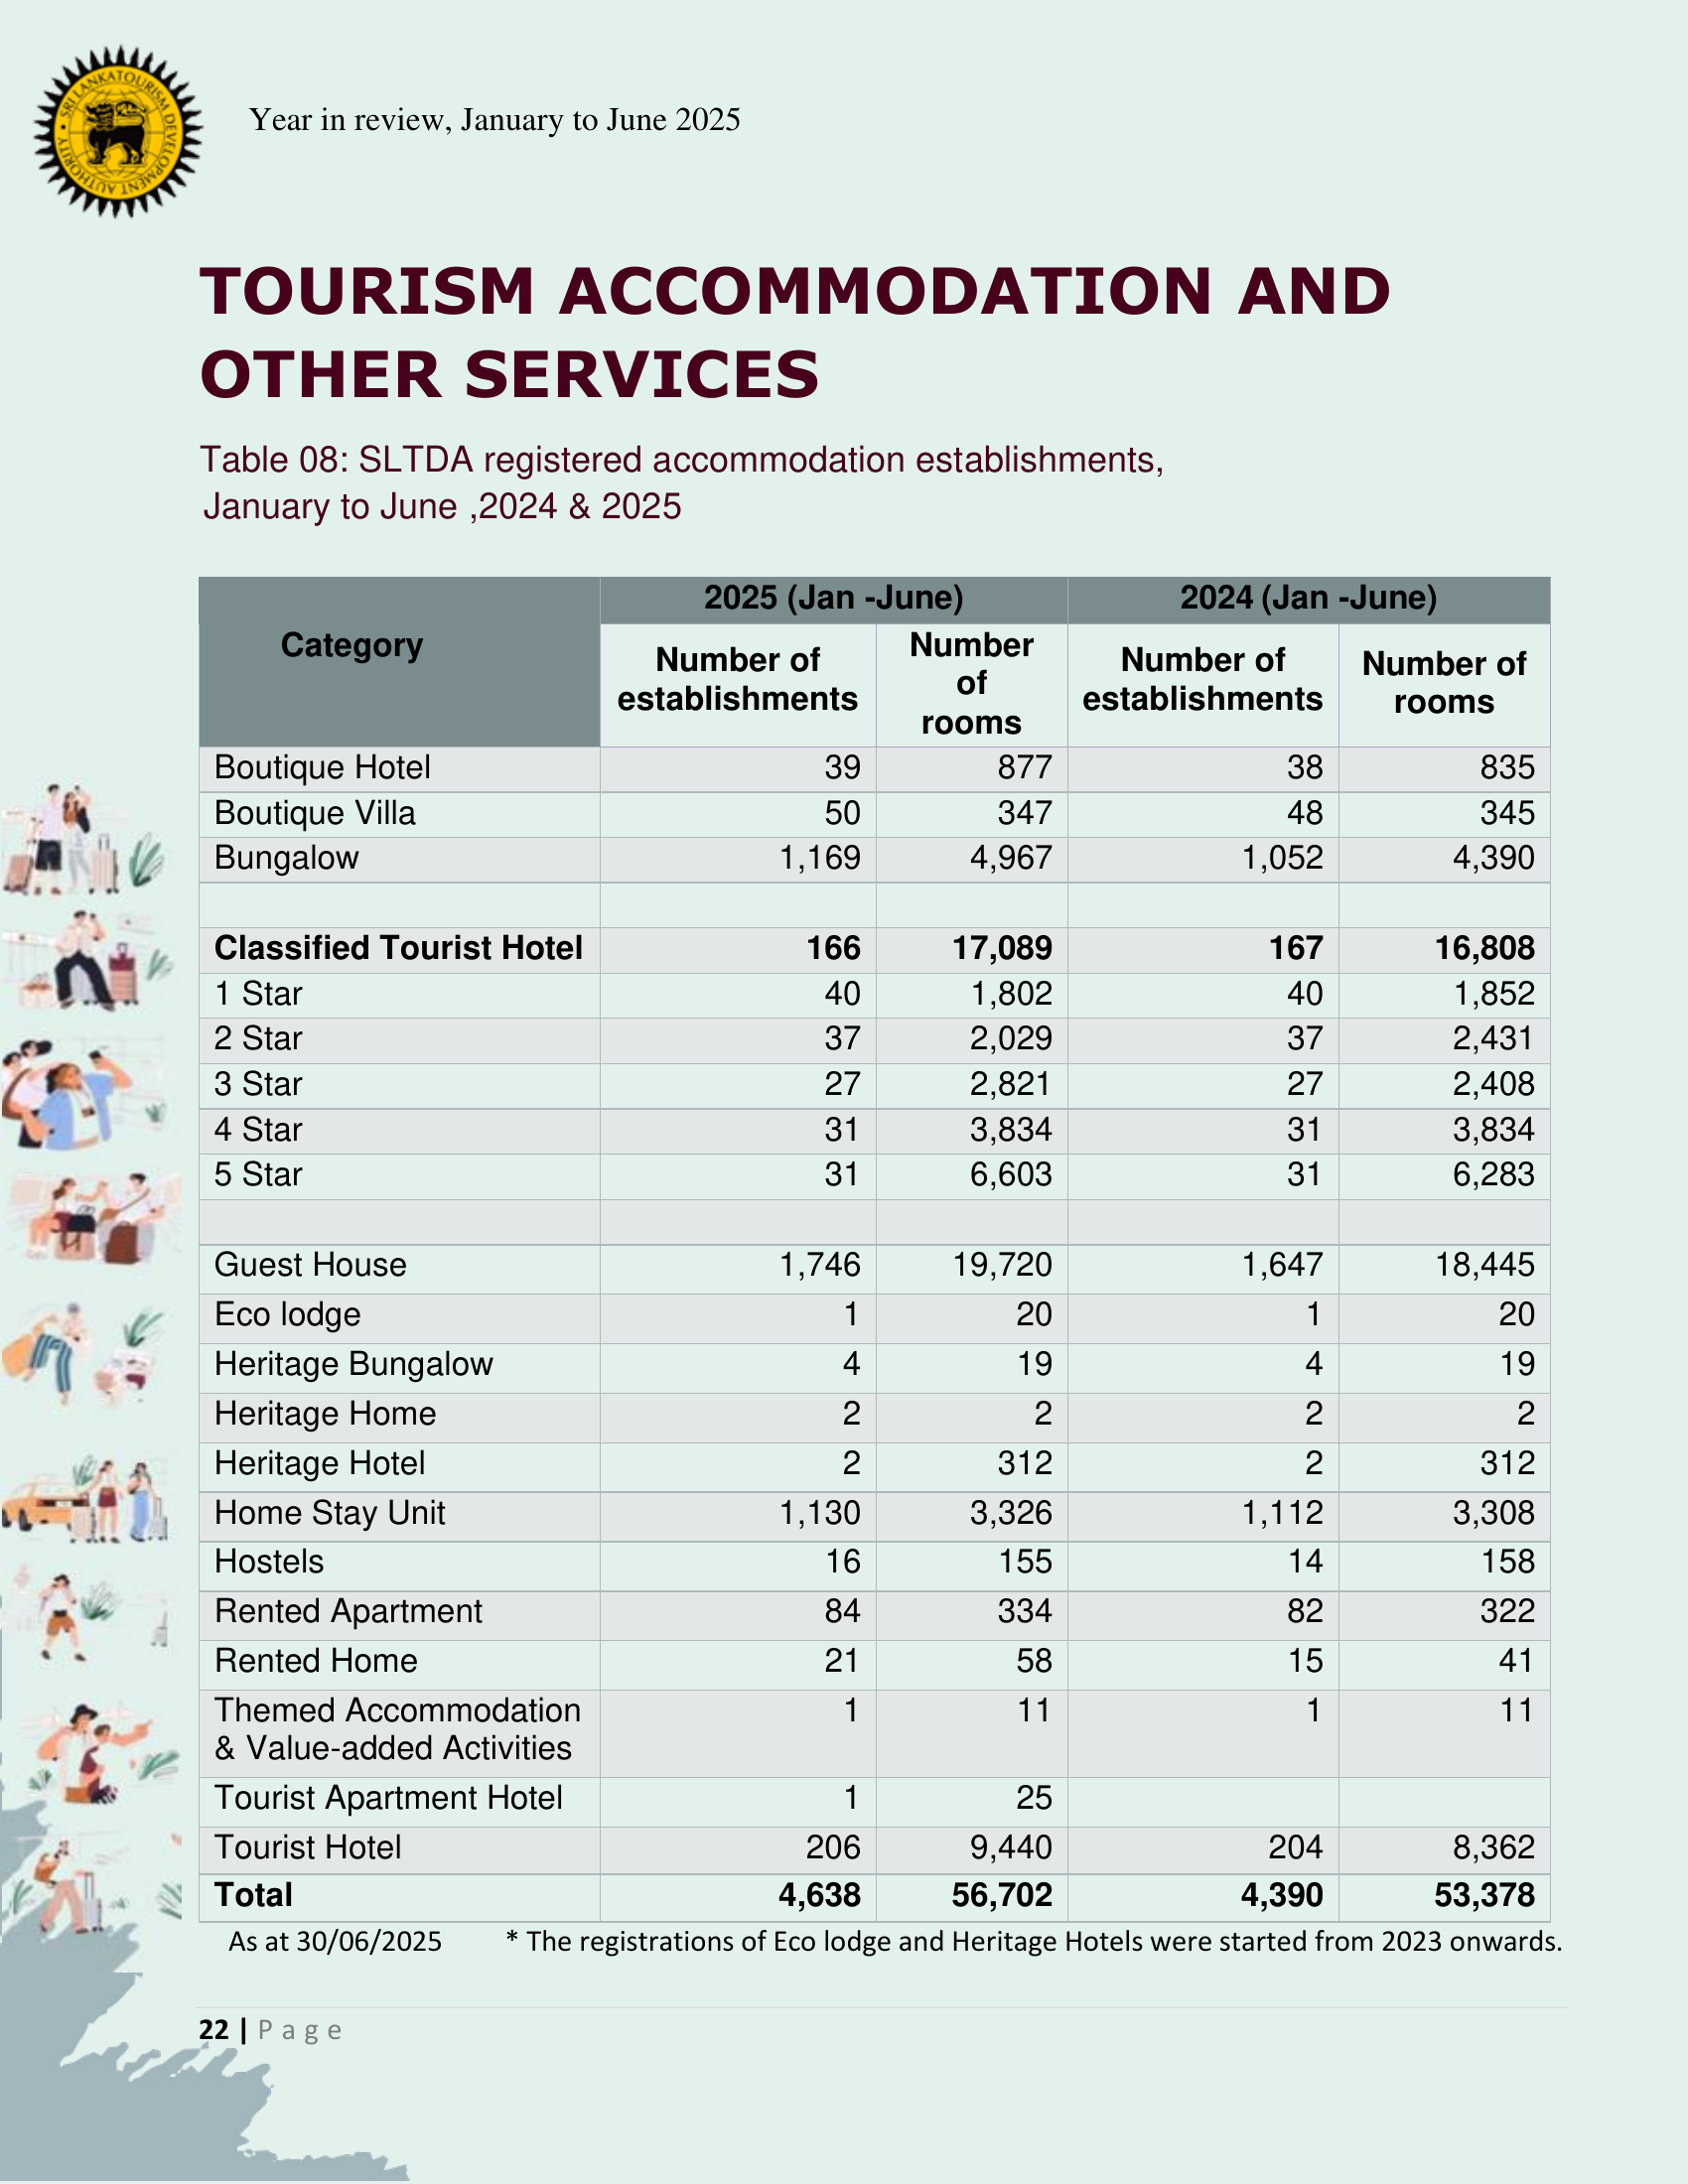 SRI LANKA TOURISM DEVELOPMENT AUTHORITY
Year in review, January to June 2025
TOURISM ACCOMMODATION AND
OTHER SERVICES
Table 08: SLTDA registered accommodation establishments,
January to June ,2024 & 2025
Category 2025 (Jan -June) 2024 (Jan -June)
Number of establishments Number of rooms Number of establishments Number of rooms
Boutique Hotel 39 877 38 835
Boutique Villa 50 347 48 345
Bungalow 1,169 4,967 1,052 4,390
Classified Tourist Hotel 166 17,089 167 16,808
1 Star 40 1,802 40 1,852
2 Star 37 2,029 37 2,431
3 Star 27 2,821 27 2,408
4 Star 31 3,834 31 3,834
5 Star 31 6,603 31 6,283
Guest House 1,746 19,720 1,647 18,445
Eco lodge 1 20 1 20
Heritage Bungalow 4 19 4 19
Heritage Home 2 2 2 2
Heritage Hotel 2 312 2 312
Home Stay Unit 1,130 3,326 1,112 3,308
Hostels 16 155 14 158
Rented Apartment 84 334 82 322
Rented Home 21 58 15 41
Themed Accommodation 1 11 1 11
& Value-added Activities
Tourist Apartment Hotel 1 25
Tourist Hotel 206 9,440 204 8,362
Total 4,638 56,702 4,390 53,378
As at 30/06/2025 * The registrations of Eco lodge and Heritage Hotels were started from 2023 onwards.
22 | Page